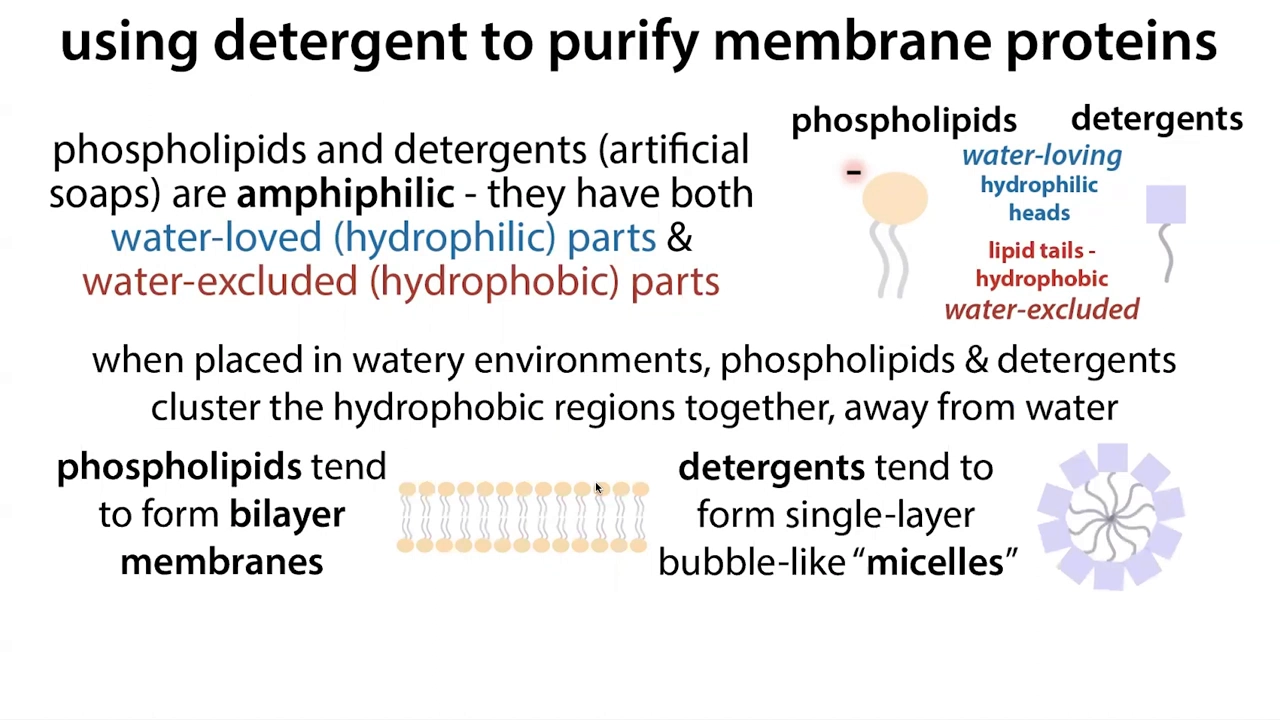 using detergent to purify membrane proteins
phospholipids and detergents (artificial
soaps) are amphiphilic - they have both
water-loved (hydrophilic) parts &
water-excluded (hydrophobic) parts
phospholipids
detergents
-
water-loving
hydrophilic
heads
lipid tails -
hydrophobic
water-excluded
when placed in watery environments, phospholipids & detergents
cluster the hydrophobic regions together, away from water
phospholipids tend
to form bilayer
membranes
detergents tend to
form single-layer
bubble-like “micelles”